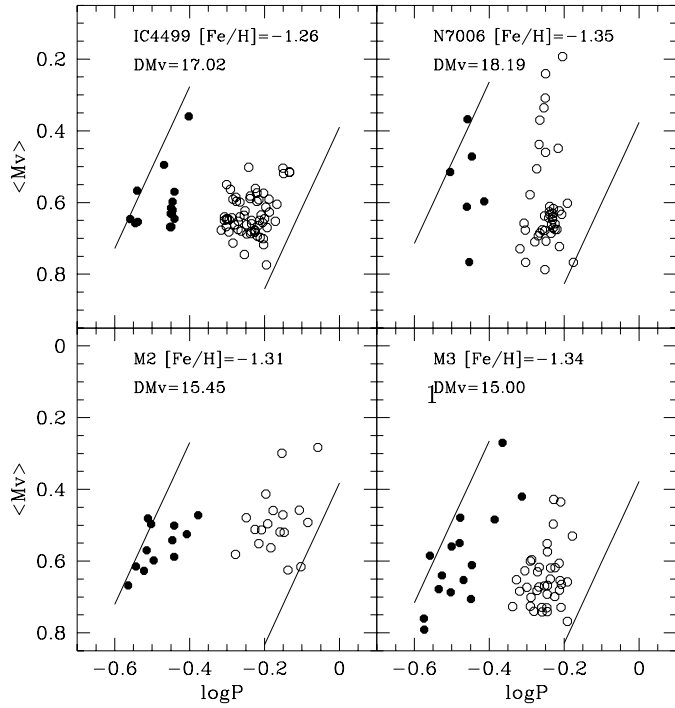 IC4499 [Fe/H]=−1.26
DMv=17.02
N7006 [Fe/H]=−1.35
DMv=18.19
0.2
0.4
0.6
0.8
<Mv>
M2 [Fe/H]=−1.31
DMv=15.45
M3 [Fe/H]=−1.34
1
DMv=15.00
0
0.2
0.4
0.6
0.8
<Mv>
−0.6 −0.4 −0.2 0
−0.6 −0.4 −0.2 0
logP logP